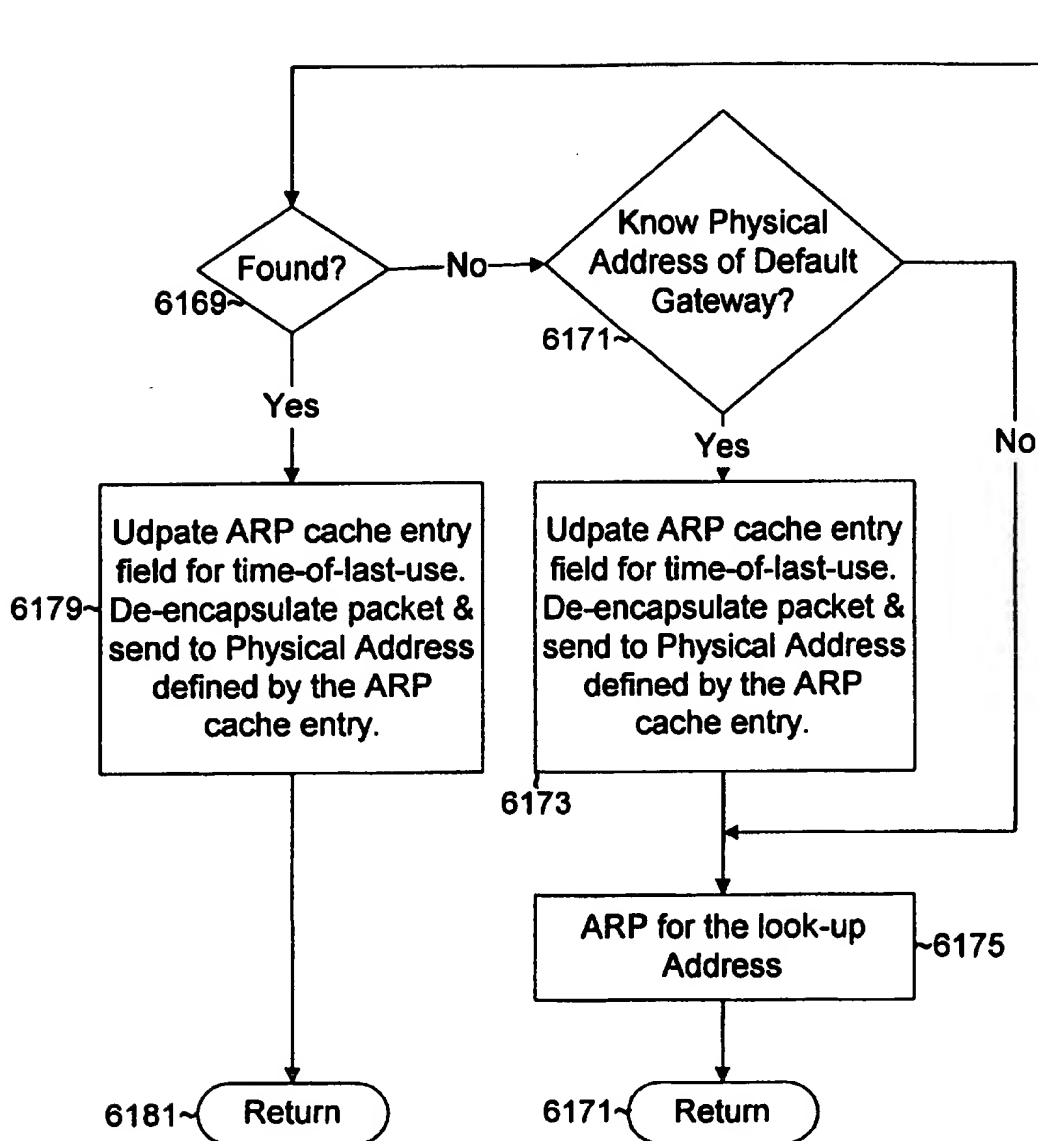 Found?
6169~
No
Know Physical
Address of Default
Gateway?
6171~
Yes
Yes
No
Udpate ARP cache entry
field for time-of-last-use.
De-encapsulate packet &
send to Physical Address
defined by the ARP
cache entry.
6179~
Udpate ARP cache entry
field for time-of-last-use.
De-encapsulate packet &
send to Physical Address
defined by the ARP
cache entry.
6173
ARP for the look-up
Address
~6175
6181~
Return
6171~
Return